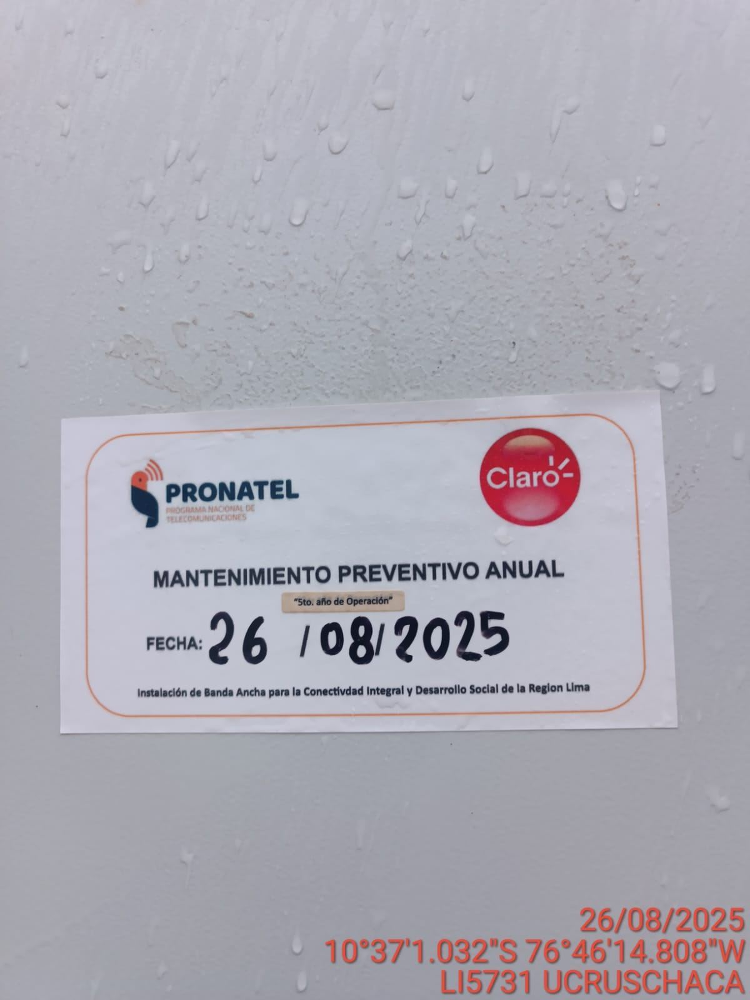 PRONATEL
PROGRAMA NACIONAL DE
TELECOMUNICACIONES
Claro
MANTENIMIENTO PREVENTIVO ANUAL
"5to. año de Operación"
FECHA: 26 / 08/2025
Instalación de Banda Ancha para la Conectivdad Integral y Desarrollo Social de la Region Lima
26/08/2025
10°37'1.032"S 76°46'14.808"W
LI5731 UCRUSCHACA